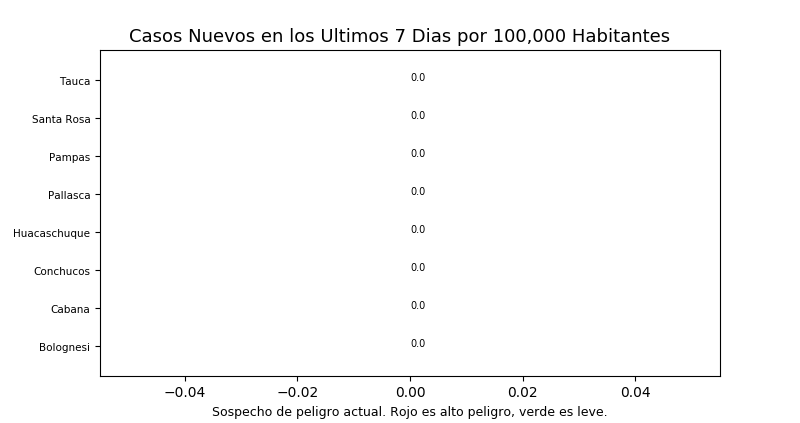 Casos Nuevos en los Ultimos 7 Dias por 100,000 Habitantes
Tauca 0.0
Santa Rosa 0.0
Pampas 0.0
Pallasca 0.0
Huacaschuque 0.0
Conchucos 0.0
Cabana 0.0
Bolognesi 0.0
−0.04 −0.02 0.00 0.02 0.04
Sospecho de peligro actual. Rojo es alto peligro, verde es leve.